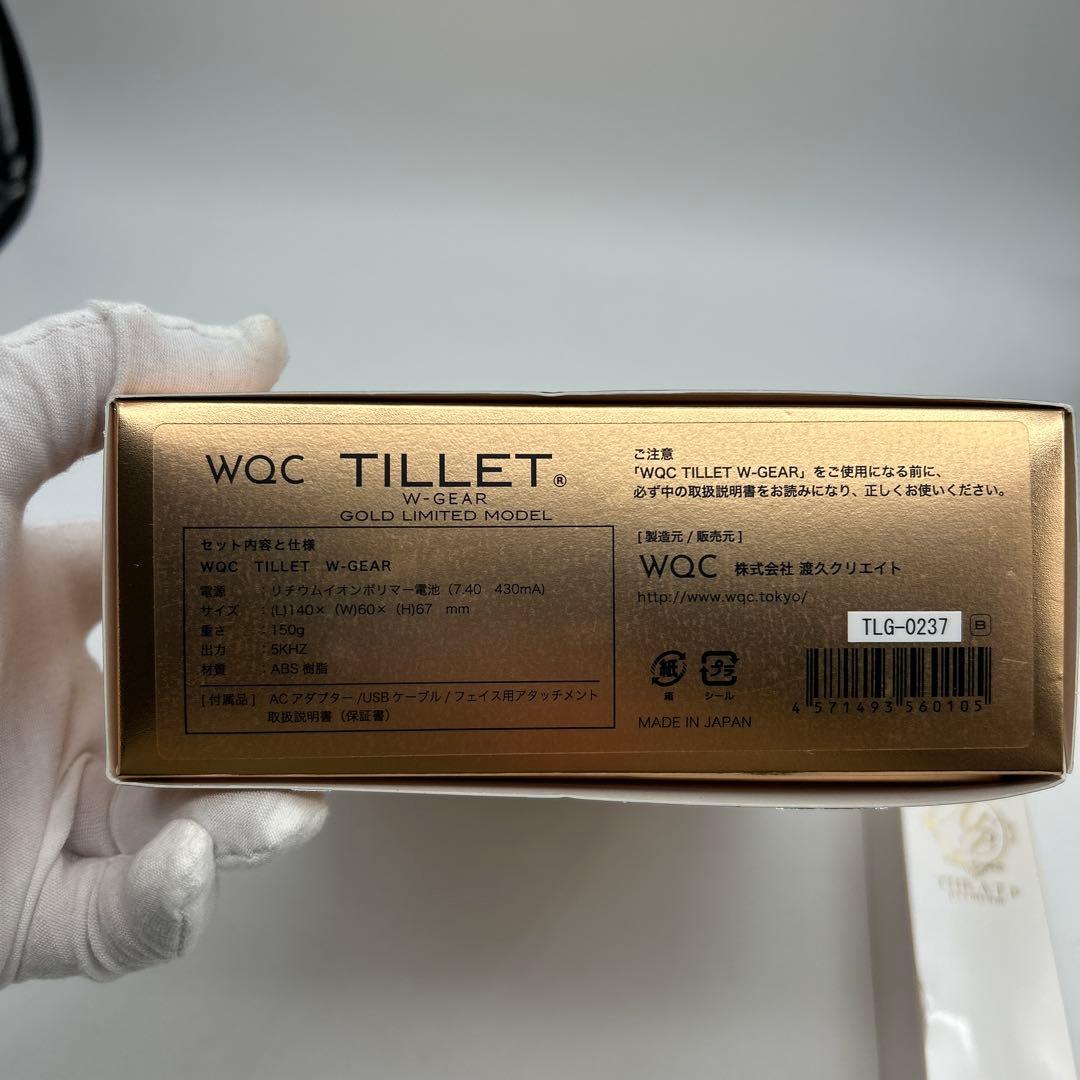 WQC TILLET®
W-GEAR
GOLD LIMITED MODEL
セット内容と仕様
WQC TILLET W-GEAR
電源 : リチウムイオンポリマー電池（7.40 430mA)
サイズ : (L)140×（W)60×（H)67 mm
重さ : 150g
出力 : 5KHZ
材質 : ABS 樹脂
[ 付属品 ] ACアダプター /USBケーブル / フェイス用アタッチメント
取扱説明書（保証書）
ご注意
「WQC TILLET W-GEAR」をご使用になる前に、
必ず中の取扱説明書をお読みになり、正しくお使いください。
[ 製造元 / 販売元 ]
WQC 株式会社 渡久クリエイト
http://www.wqc.tokyo/
TLG-0237 B
紙 プラ
箱 シール
4 571493 560105
MADE IN JAPAN